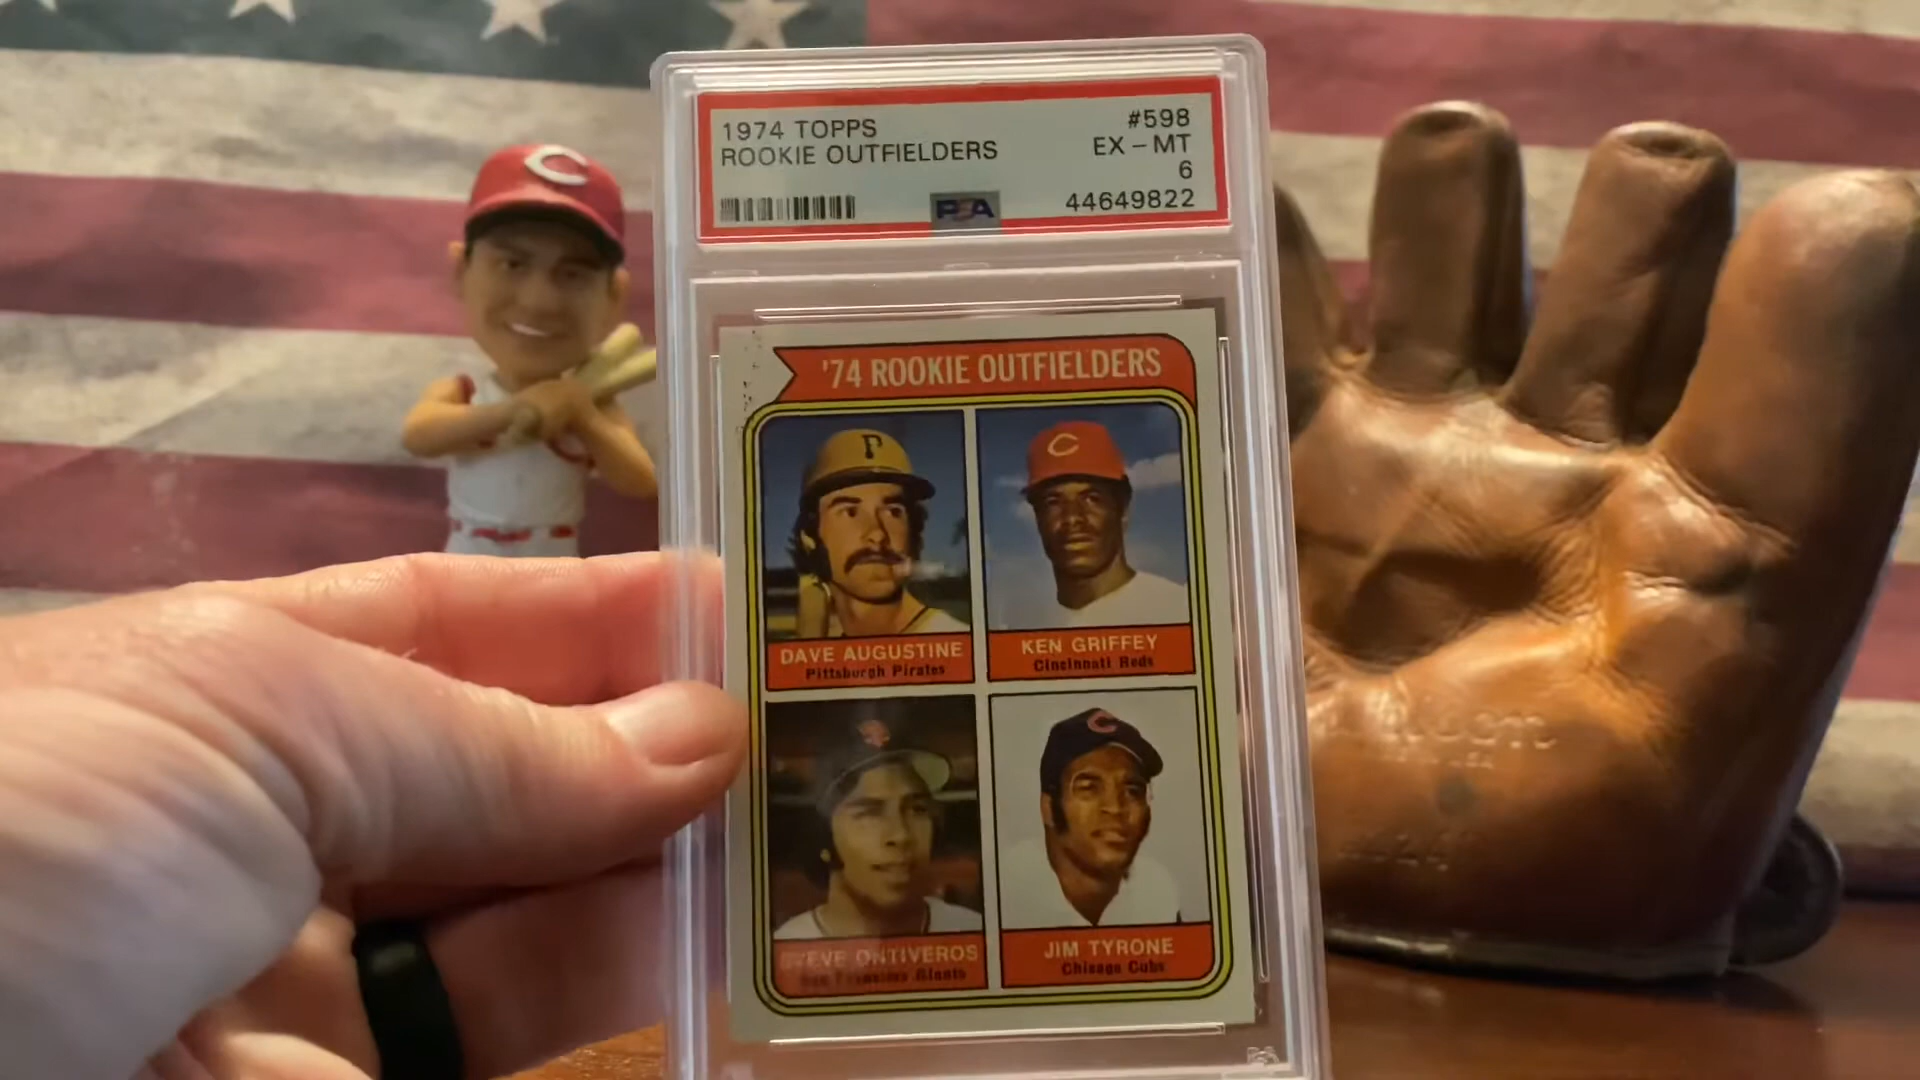 1974 TOPPS #598
ROOKIE OUTFIELDERS EX - MT
6
PSA 44649822
'74 ROOKIE OUTFIELDERS
P
C
DAVE AUGUSTINE
Pittsburgh Pirates
KEN GRIFFEY
Cincinnati Reds
C
STEVE ONTIVEROS
San Francisco Giants
JIM TYRONE
Chicago Cubs
C